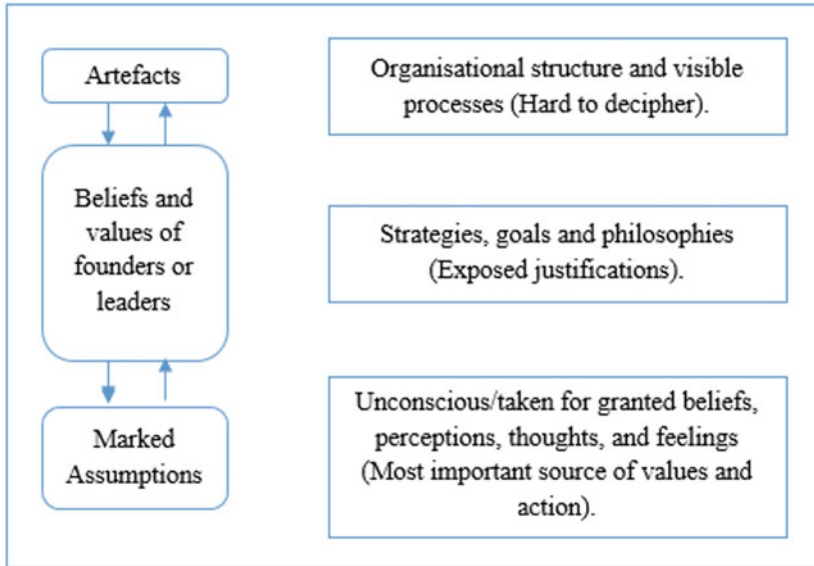 Artefacts
Organisational structure and visible
processes (Hard to decipher).
Beliefs and
values of
founders or
leaders
Strategies, goals and philosophies
(Exposed justifications).
Marked
Assumptions
Unconscious/taken for granted beliefs,
perceptions, thoughts, and feelings
(Most important source of values and
action).